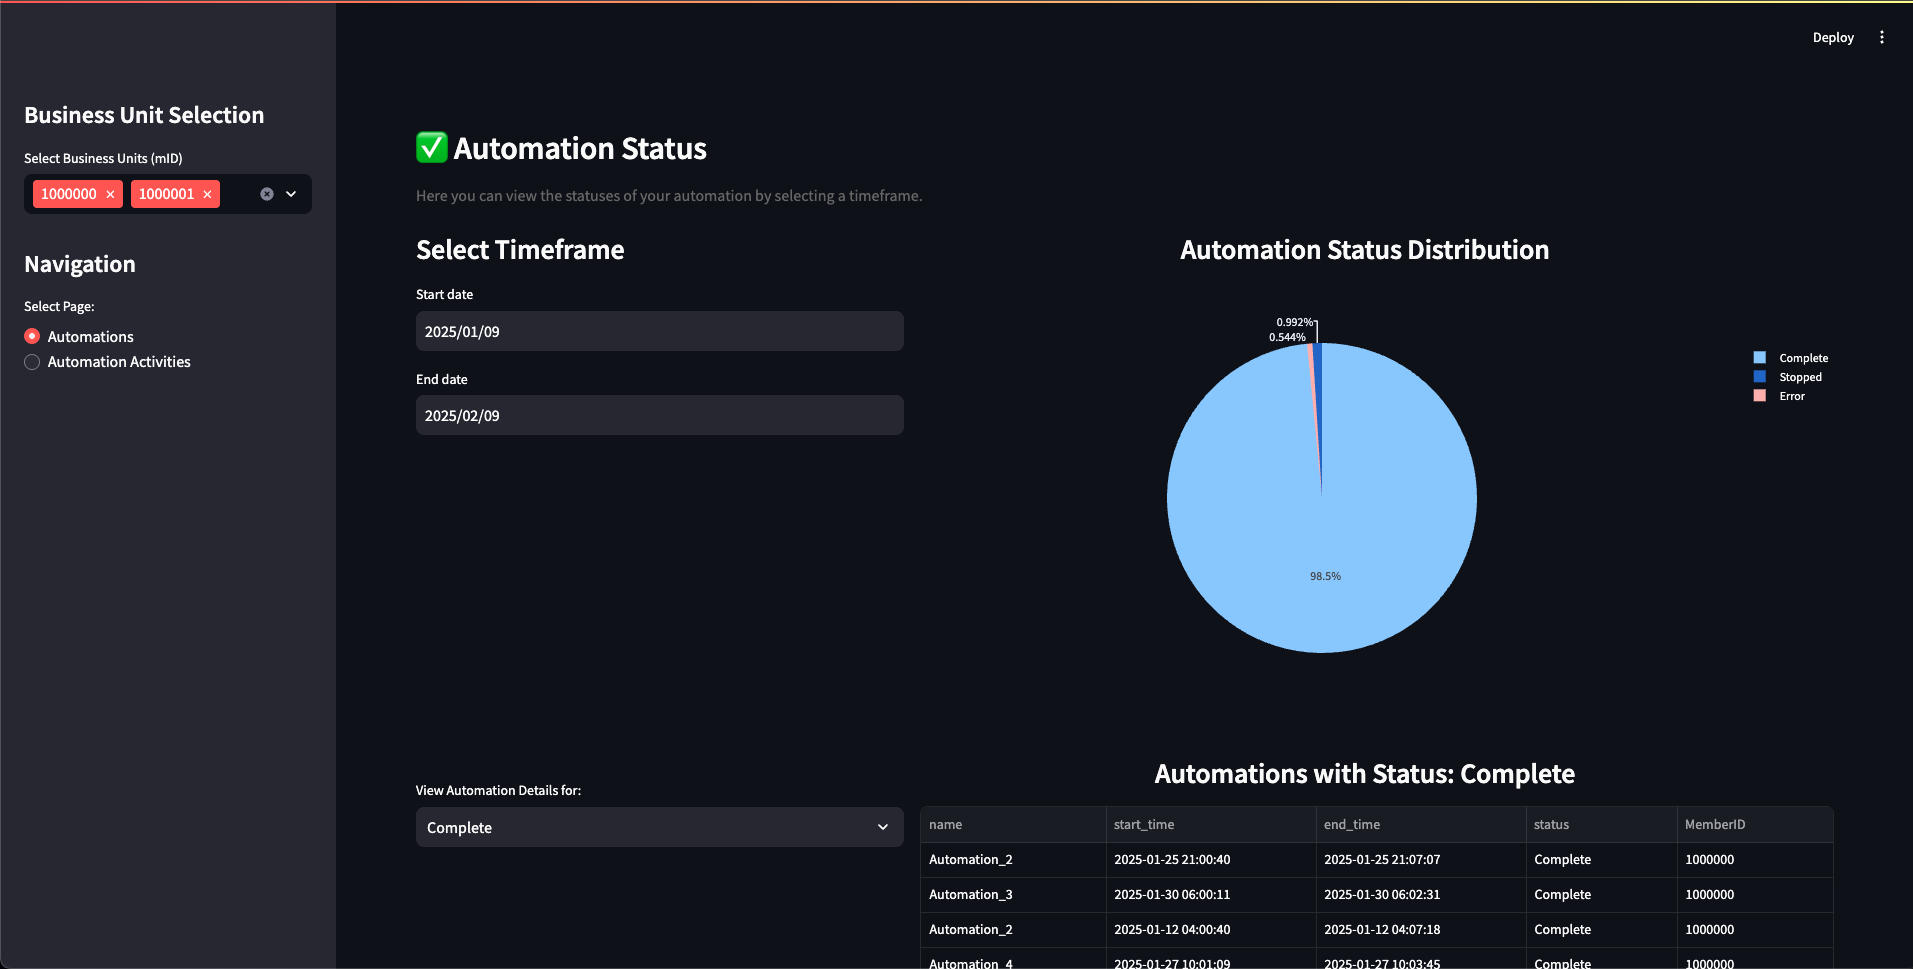 Deploy
Business Unit Selection
Select Business Units (mID)
1000000 × 1000001 ×
Navigation
Select Page:
Automations
Automation Activities
✅ Automation Status
Here you can view the statuses of your automation by selecting a timeframe.
Select Timeframe
Start date
2025/01/09
End date
2025/02/09
Automation Status Distribution
0.992%
0.544%
98.5%
Complete
Stopped
Error
View Automation Details for:
Complete
Automations with Status: Complete
name start_time end_time status MemberID
Automation_2 2025-01-25 21:00:40 2025-01-25 21:07:07 Complete 1000000
Automation_3 2025-01-30 06:00:11 2025-01-30 06:02:31 Complete 1000000
Automation_2 2025-01-12 04:00:40 2025-01-12 04:07:18 Complete 1000000
Automation_4 2025-01-27 10:01:09 2025-01-27 10:03:45 Complete 1000000